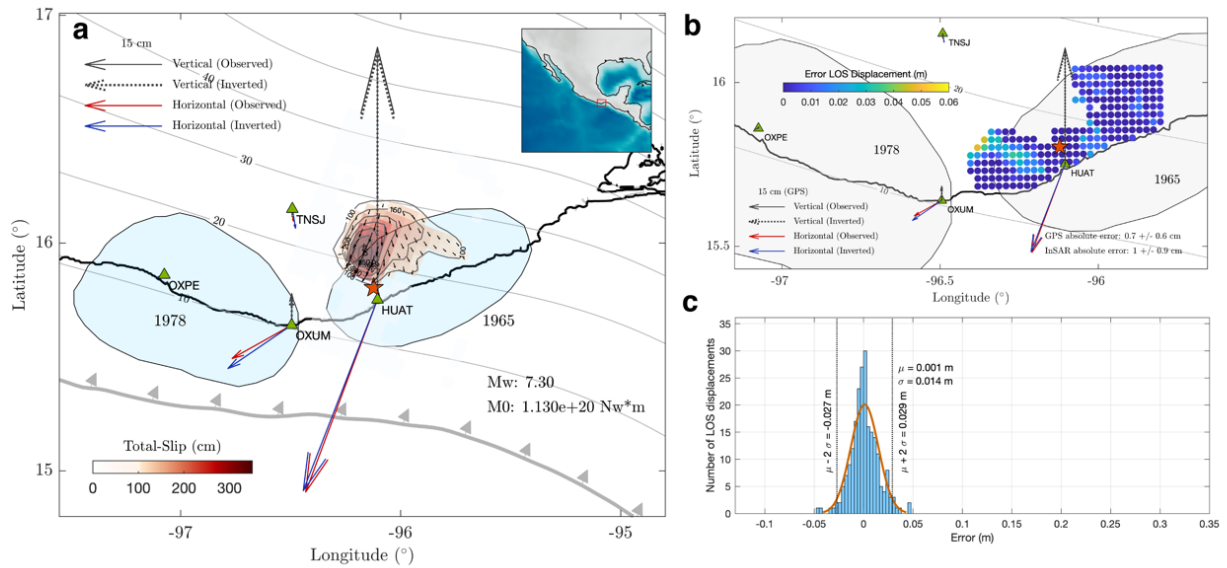 a
17
16
15
Latitude (°)
-97
-96
-95
Longitude (°)
15 cm
Vertical (Observed)
Vertical (Inverted)
Horizontal (Observed)
Horizontal (Inverted)
40
30
20
10
100
160
100
200
TNSJ
OXPE
1978
OXUM
HUAT
1965
Mw: 7.30
M0: 1.130e+20 Nw*m
Total-Slip (cm)
0 100 200 300
b
16
15.5
Latitude (°)
-97
-96.5
-96
Longitude (°)
TNSJ
Error LOS Displacement (m)
0 0.01 0.02 0.03 0.04 0.05 0.06
20
OXPE
1978
10
OXUM
HUAT
1965
15 cm (GPS)
Vertical (Observed)
Vertical (Inverted)
Horizontal (Observed)
Horizontal (Inverted)
GPS absolute error: 0.7 +/- 0.6 cm
InSAR absolute error: 1 +/- 0.9 cm
c
35
30
25
20
15
10
5
0
Number of LOS displacements
μ - 2 σ = -0.027 m
μ + 2 σ = 0.029 m
μ = 0.001 m
σ = 0.014 m
-0.1 -0.05 0 0.05 0.1 0.15 0.2 0.25 0.3 0.35
Error (m)